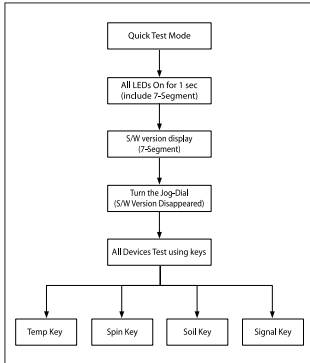 Quick Test Mode
All LEDs On for 1 sec
(include 7-Segment)
S/W version display
(7-Segment)
Turn the Jog-Dial
(S/W Version Disappeared)
All Devices Test using keys
Temp Key
Spin Key
Soil Key
Signal Key